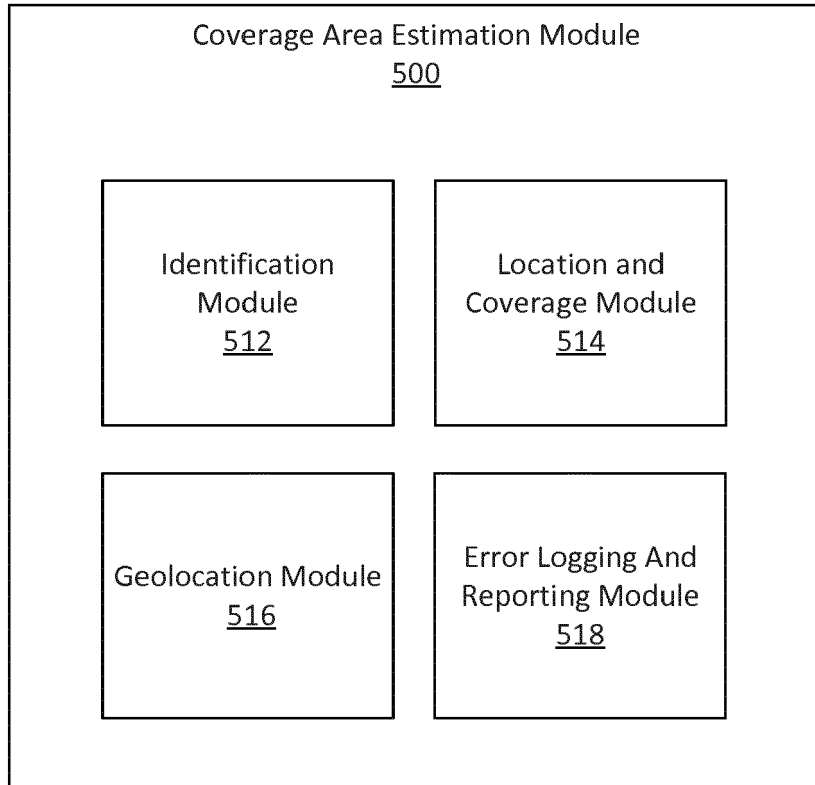 Coverage Area Estimation Module
500
Identification
Module
512
Location and
Coverage Module
514
Geolocation Module
516
Error Logging And
Reporting Module
518